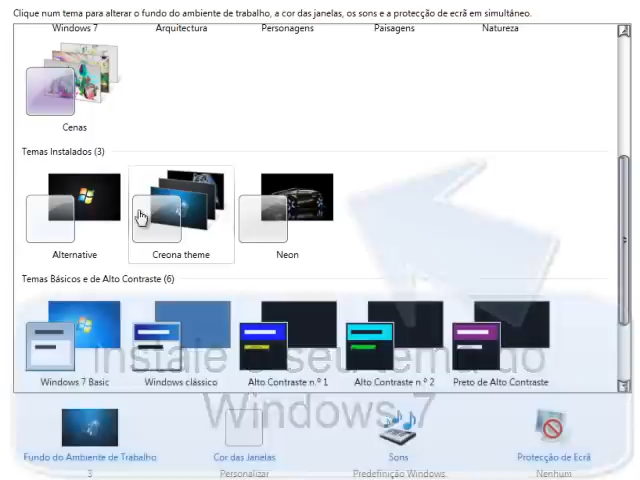 Clique num tema para alterar o fundo do ambiente de trabalho, a cor das janelas, os sons e a protecção de ecrã em simultâneo.
Windows 7 Arquitectura Personagens Paisagens Natureza
Cenas
Temas Instalados (3)
Alternative Creona theme Neon
Temas Básicos e de Alto Contraste (6)
Instale o seu tema do
Windows 7 Basic Windows clássico Alto Contraste n.º 1 Alto Contraste n.º 2 Preto de Alto Contraste
Windows 7
Fundo do Ambiente de Trabalho Cor das Janelas Sons Protecção de Ecrã
3 Personalizar Predefinição Windows Nenhum